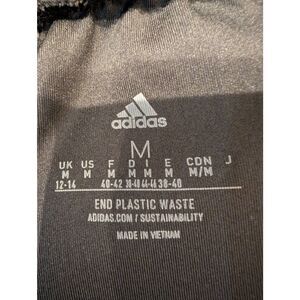 adidas
M
UK US F D I E CDN J
M M M M M M M/M
12-14 40-42 38-40 44-46 38-40
END PLASTIC WASTE
ADIDAS.COM / SUSTAINABILITY
MADE IN VIETNAM